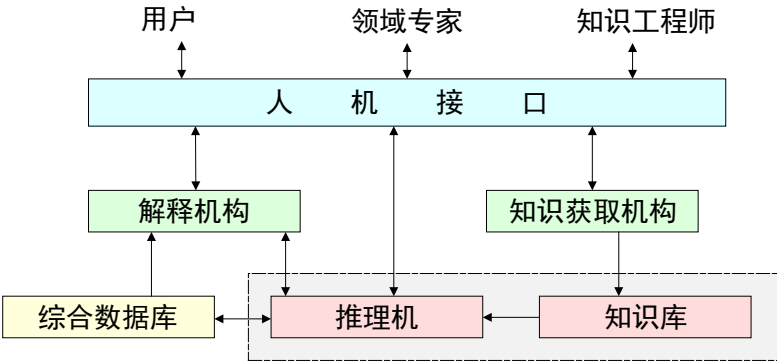 用户 领域专家 知识工程师
人 机 接 口
解释机构 知识获取机构
综合数据库 推理机 知识库